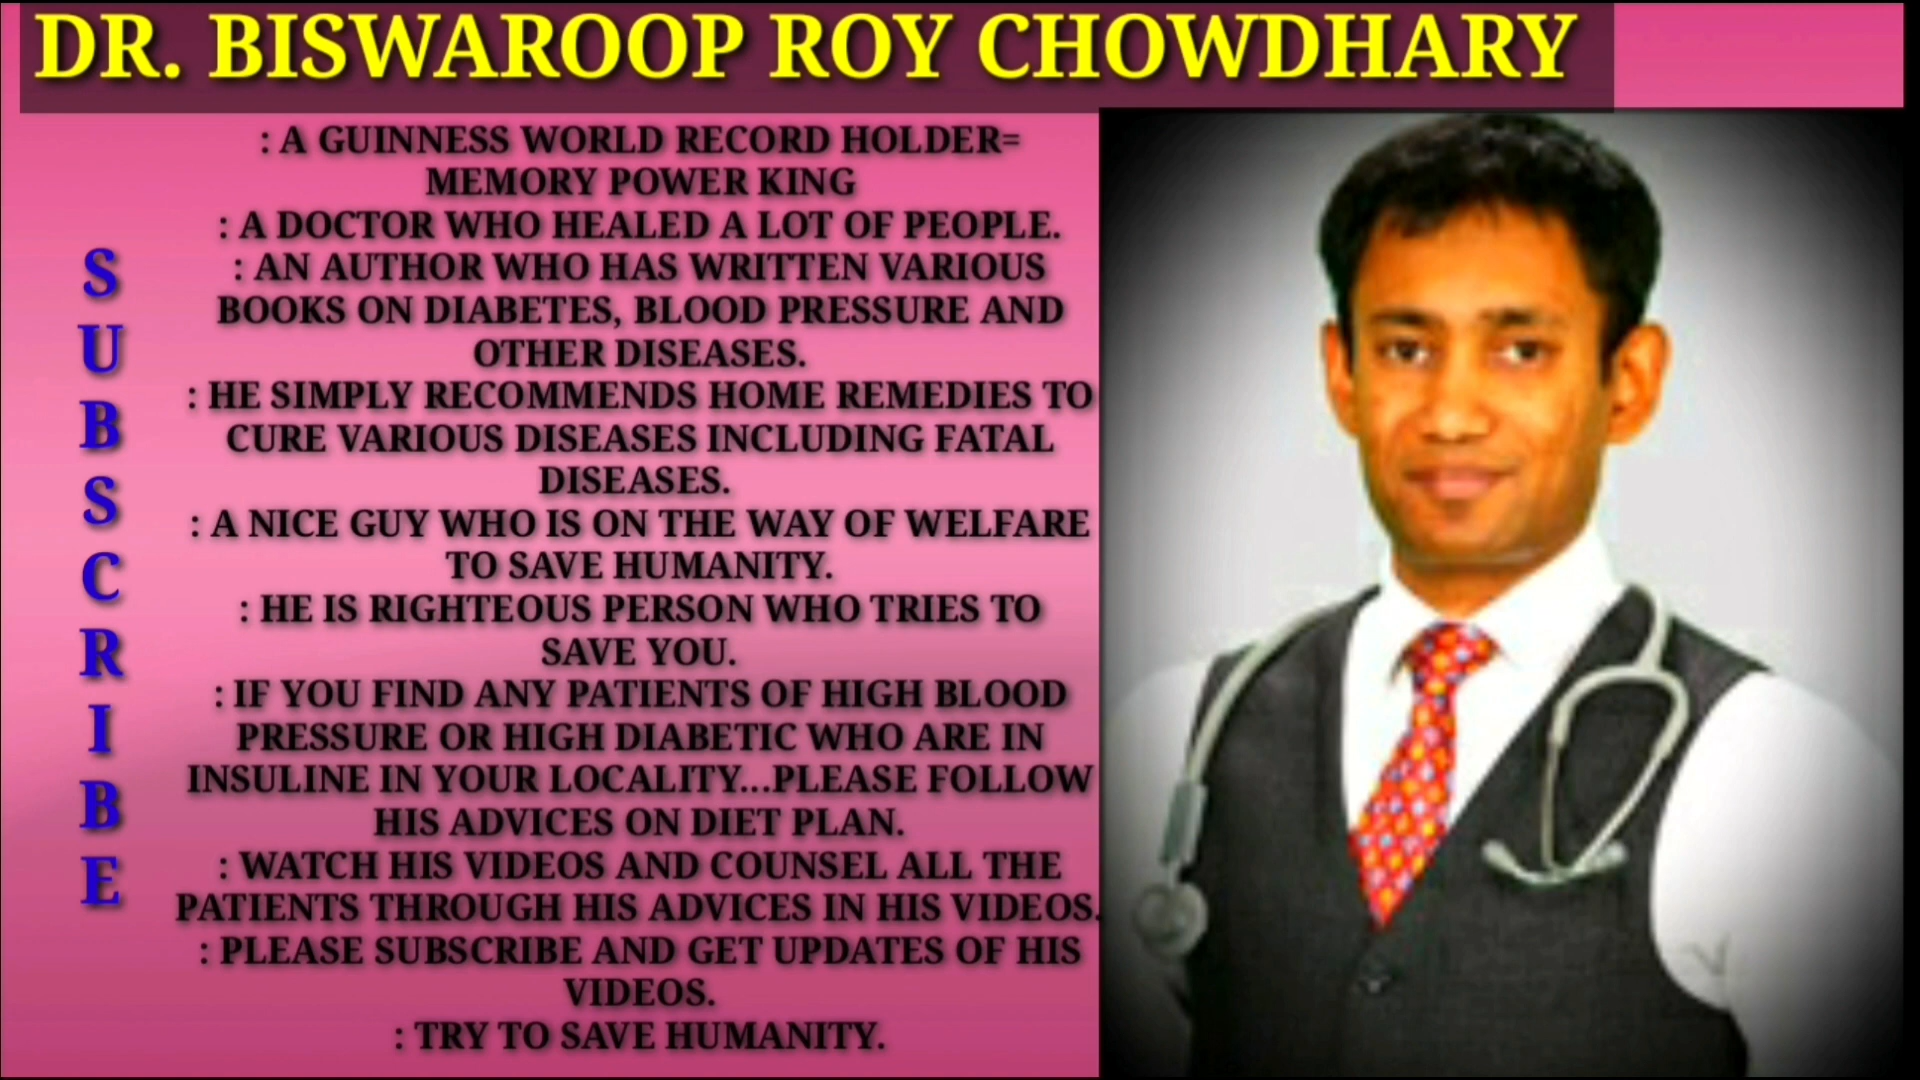 DR. BISWAROOP ROY CHOWDHARY
: A GUINNESS WORLD RECORD HOLDER=
MEMORY POWER KING
: A DOCTOR WHO HEALED A LOT OF PEOPLE.
: AN AUTHOR WHO HAS WRITTEN VARIOUS
BOOKS ON DIABETES, BLOOD PRESSURE AND
OTHER DISEASES.
: HE SIMPLY RECOMMENDS HOME REMEDIES TO
CURE VARIOUS DISEASES INCLUDING FATAL
DISEASES.
: A NICE GUY WHO IS ON THE WAY OF WELFARE
TO SAVE HUMANITY.
: HE IS RIGHTEOUS PERSON WHO TRIES TO
SAVE YOU.
: IF YOU FIND ANY PATIENTS OF HIGH BLOOD
PRESSURE OR HIGH DIABETIC WHO ARE IN
INSULINE IN YOUR LOCALITY...PLEASE FOLLOW
HIS ADVICES ON DIET PLAN.
: WATCH HIS VIDEOS AND COUNSEL ALL THE
PATIENTS THROUGH HIS ADVICES IN HIS VIDEOS.
: PLEASE SUBSCRIBE AND GET UPDATES OF HIS
VIDEOS.
: TRY TO SAVE HUMANITY.
S
U
B
S
C
R
I
B
E